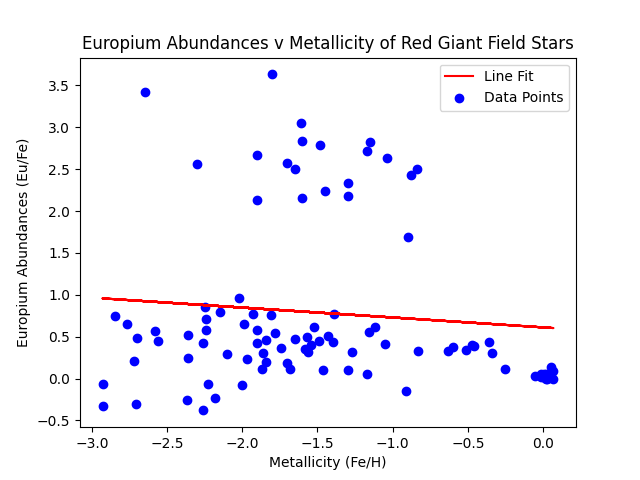 Europium Abundances v Metallicity of Red Giant Field Stars
Line Fit
Data Points
Europium Abundances (Eu/Fe)
3.5
3.0
2.5
2.0
1.5
1.0
0.5
0.0
−0.5
−3.0 −2.5 −2.0 −1.5 −1.0 −0.5 0.0
Metallicity (Fe/H)